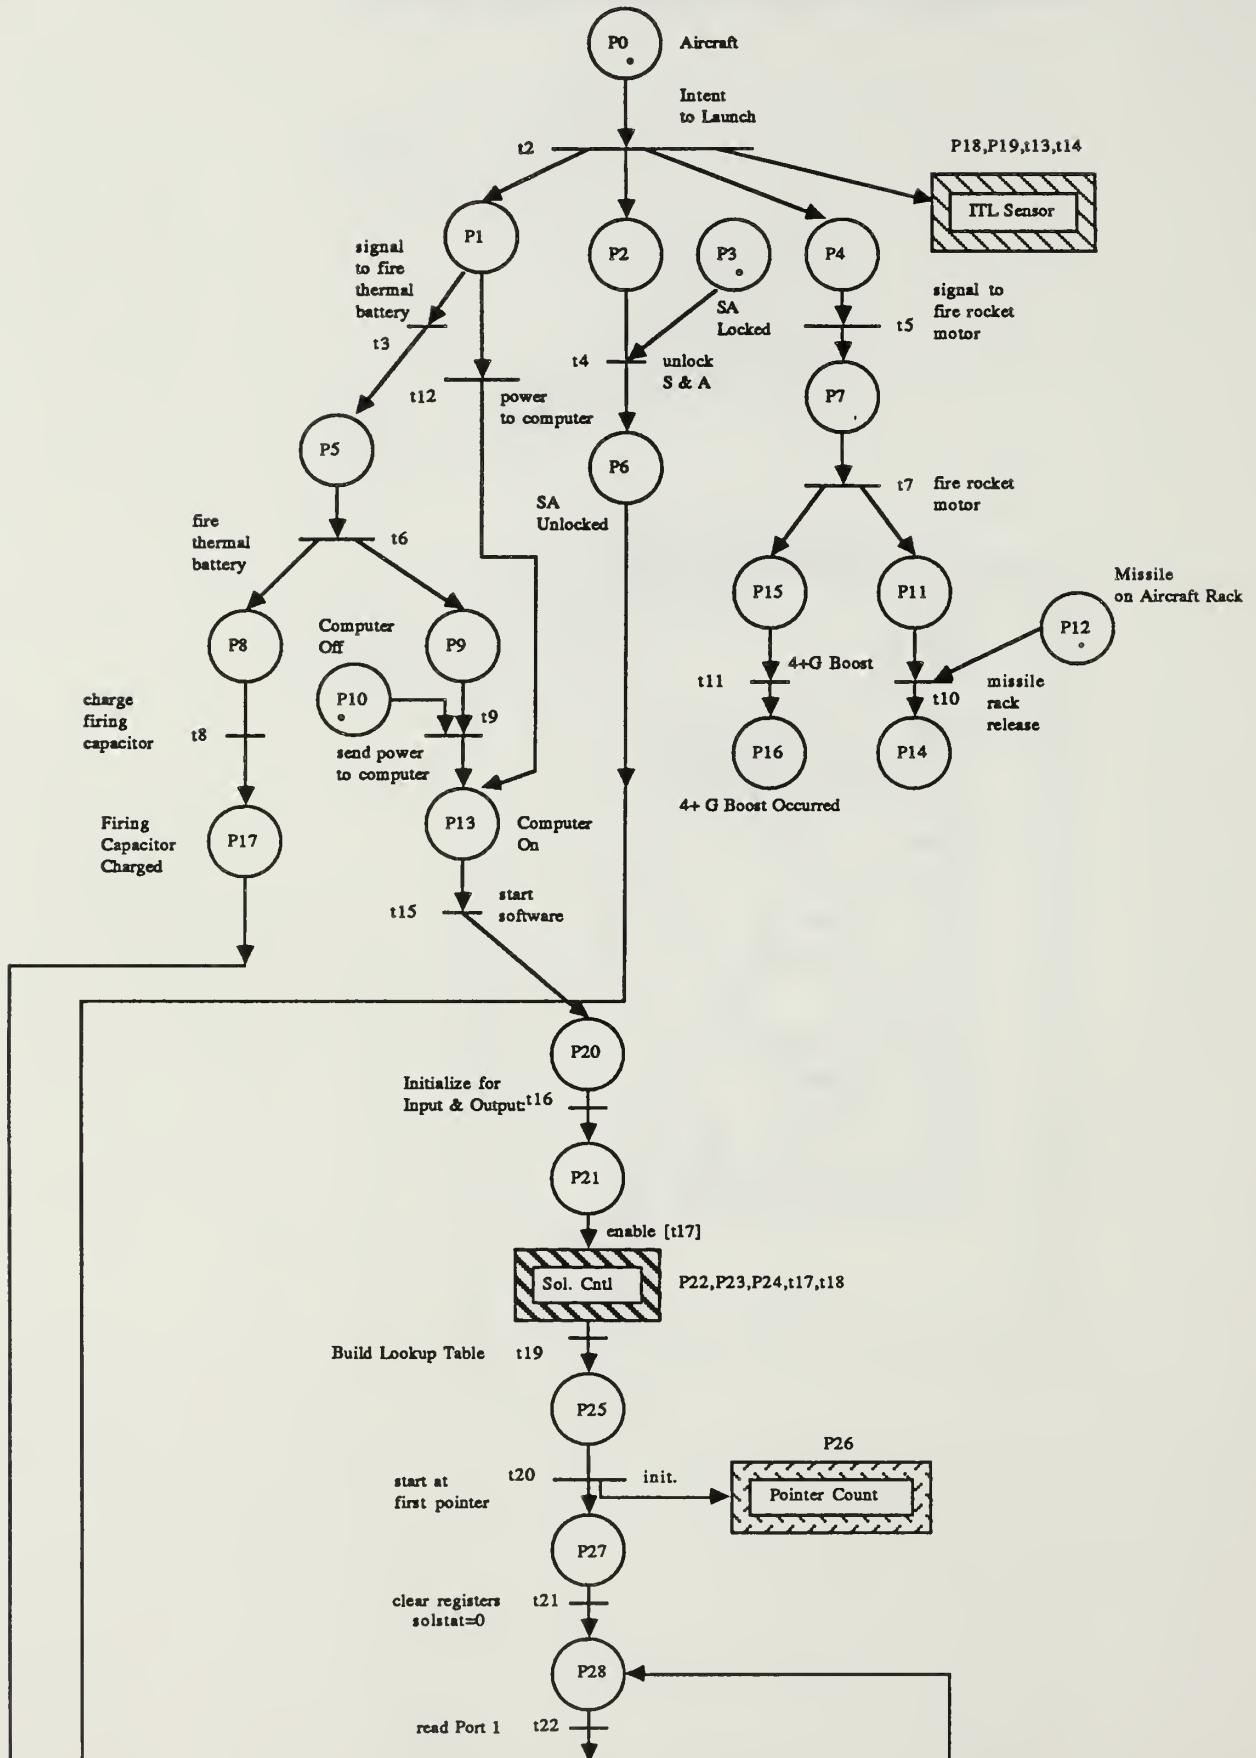 P0
Aircraft
Intent
to Launch
t2
P18,P19,t13,t14
ITL Sensor
P1
P2
P3
P4
signal
to fire
thermal
battery
SA
Locked
signal to
fire rocket
motor
t3
t5
t4
unlock
S & A
t12
power
to computer
P7
P5
P6
SA
Unlocked
t7
fire rocket
motor
fire
thermal
battery
t6
P15
P11
Missile
on Aircraft Rack
P12
P8
Computer
Off
P9
4+G Boost
t11
t10
missile
rack
release
P10
charge
firing
capacitor
t8
t9
send power
to computer
P16
P14
4+ G Boost Occurred
Firing
Capacitor
Charged
P17
P13
Computer
On
t15
start
software
P20
Initialize for
Input & Output:
t16
P21
enable [t17]
Sol. Cntl
P22,P23,P24,t17,t18
Build Lookup Table
t19
P25
P26
start at
first pointer
t20
init.
Pointer Count
P27
clear registers
solstat=0
t21
P28
read Port 1
t22